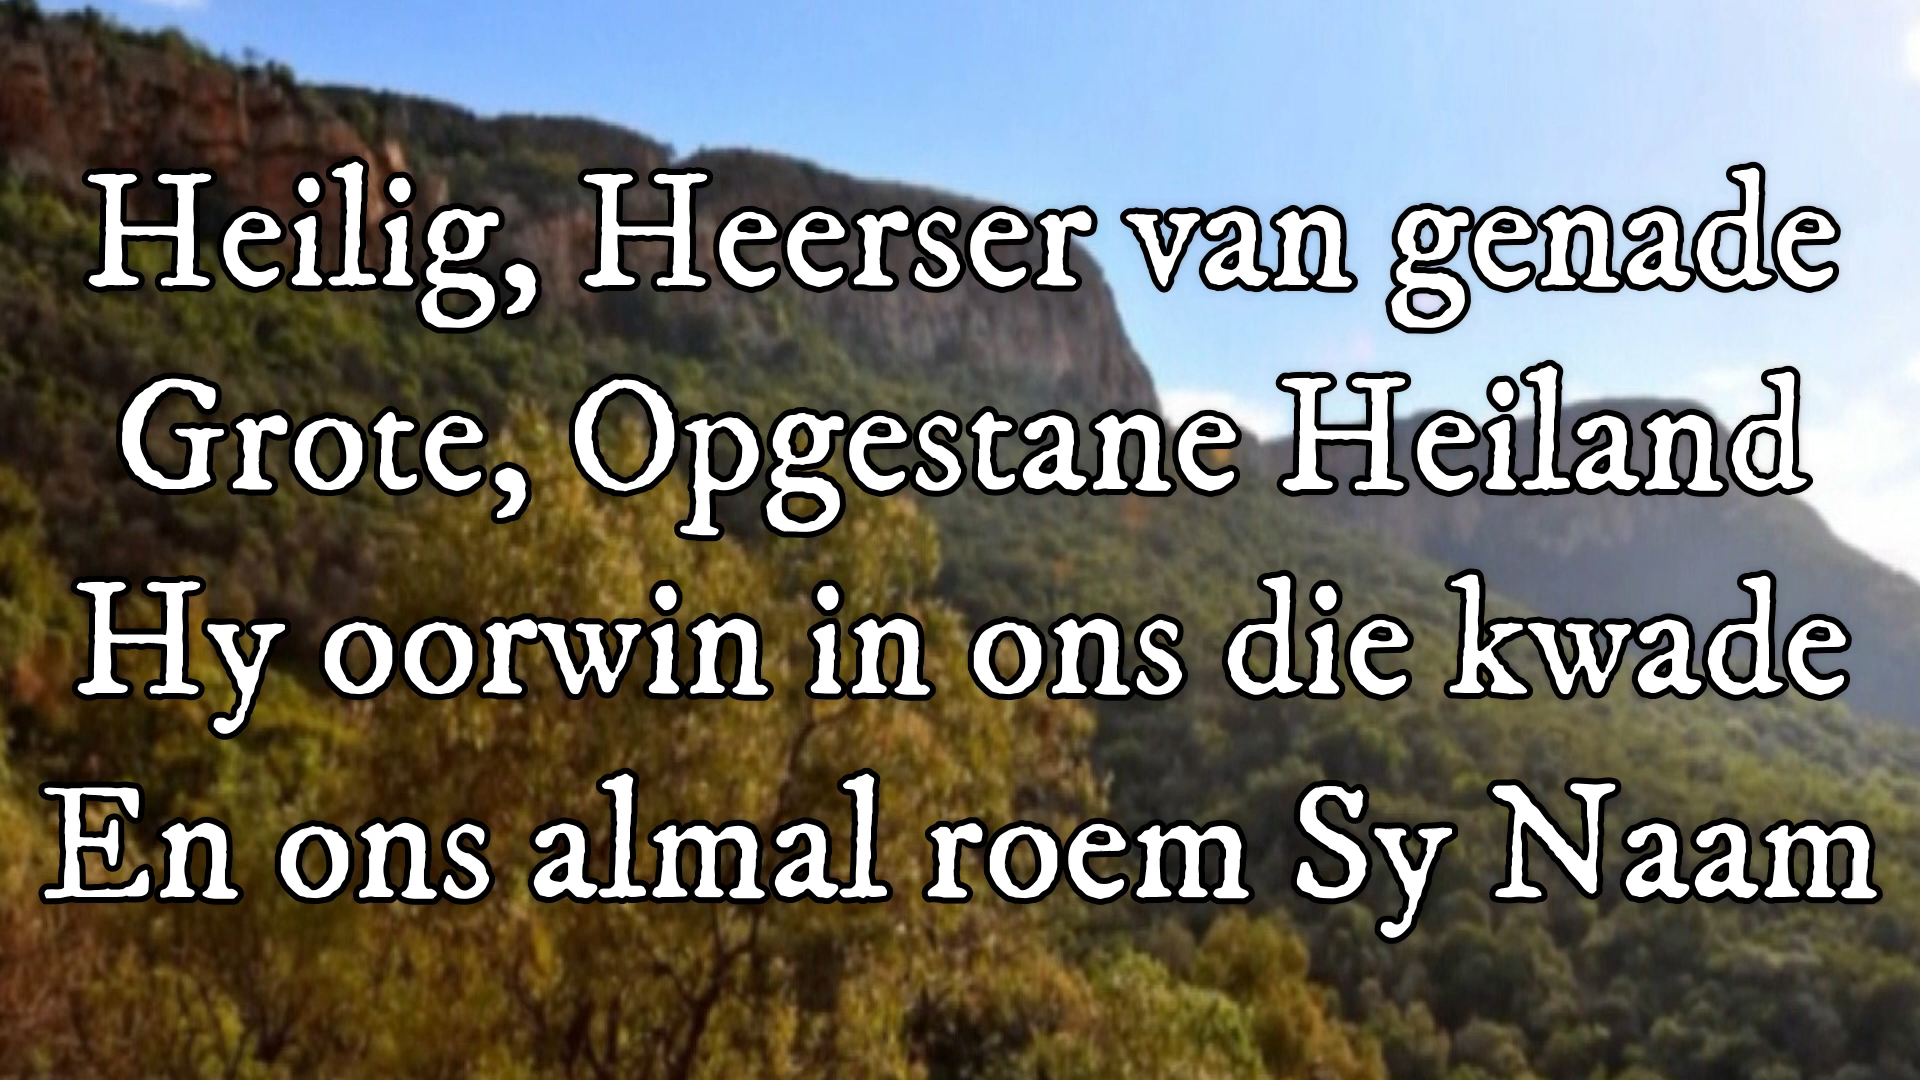 Heilig, Heerser van genade
Grote, Opgestane Heiland
Hy oorwin in ons die kwade
En ons almal roem Sy Naam